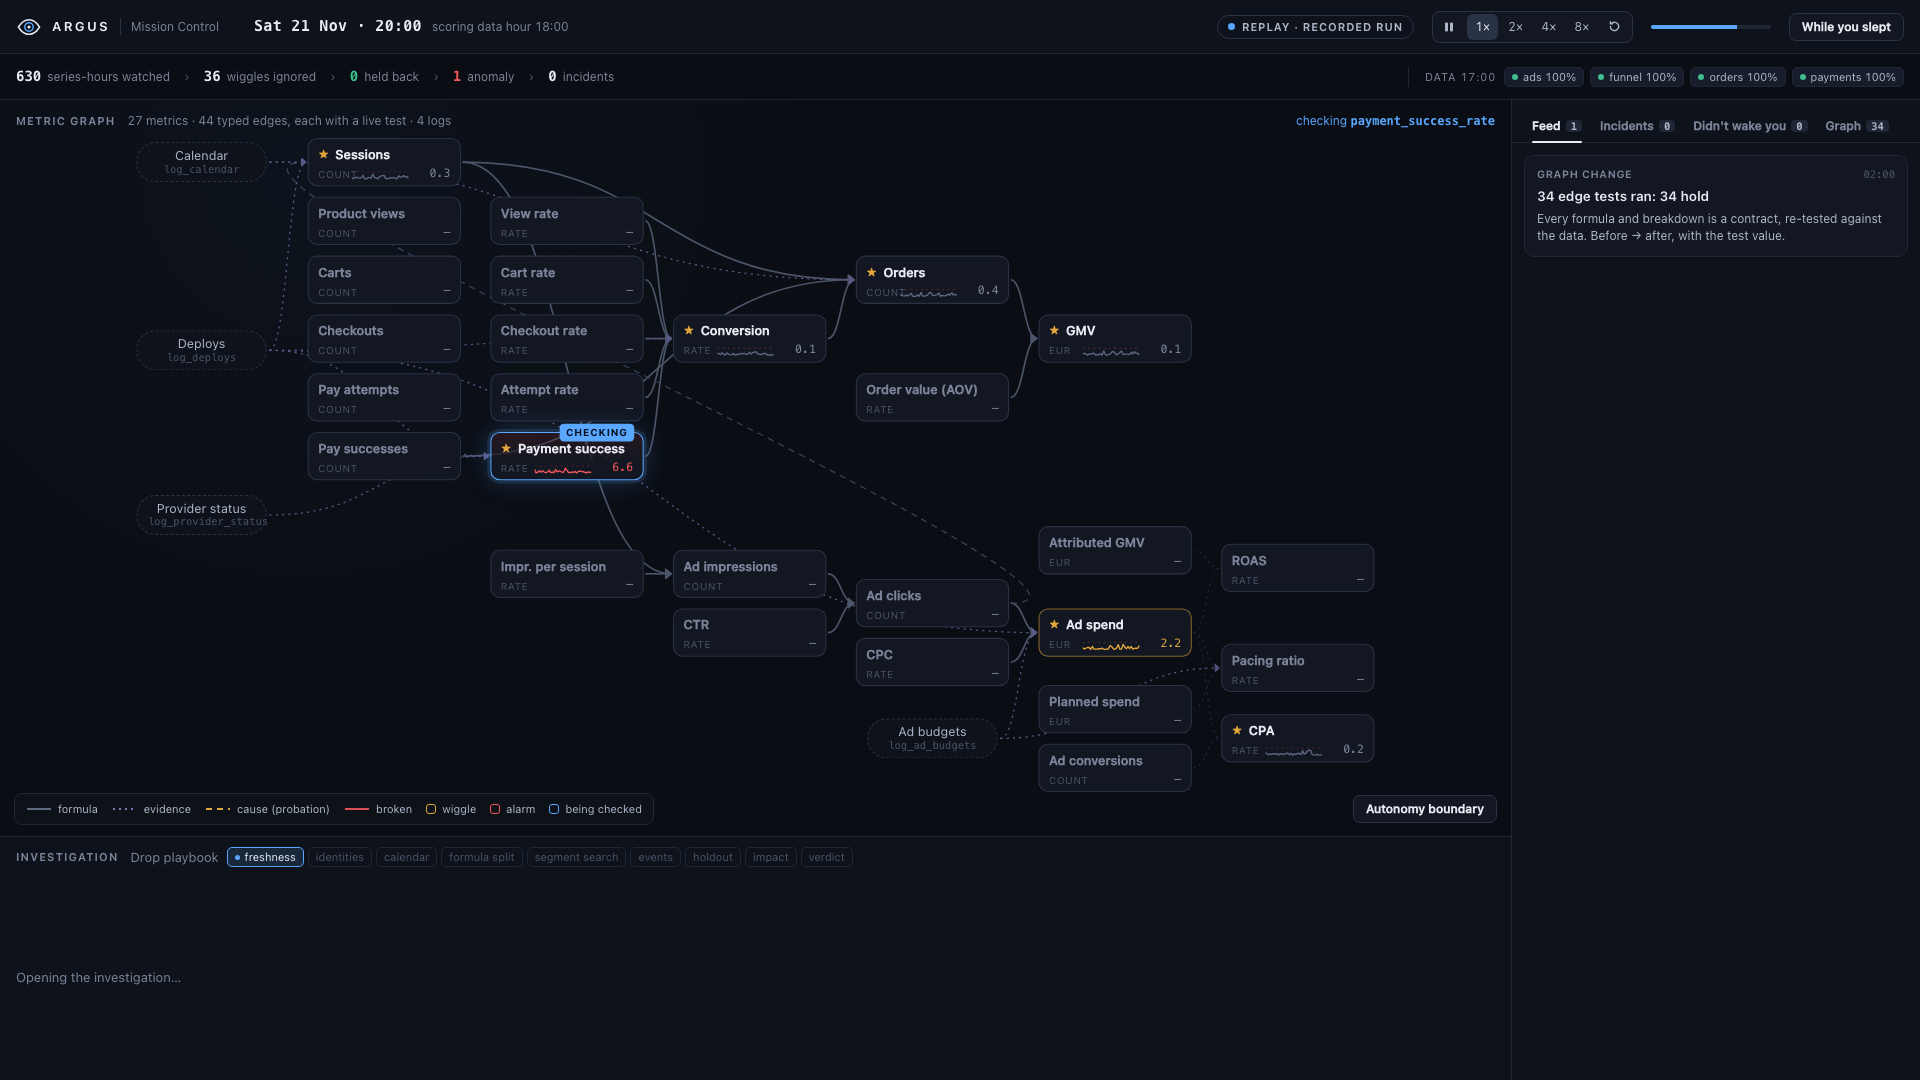 ARGUS Mission Control Sat 21 Nov · 20:00 scoring data hour 18:00 REPLAY · RECORDED RUN 1× 2× 4× 8× While you slept
630 series-hours watched › 36 wiggles ignored › 0 held back › 1 anomaly › 0 incidents DATA 17:00 ads 100% funnel 100% orders 100% payments 100%
METRIC GRAPH 27 metrics · 44 typed edges, each with a live test · 4 logs checking payment_success_rate
Calendar
log_calendar
Deploys
log_deploys
Provider status
log_provider_status
Sessions
COUNT 0.3
Product views
COUNT –
Carts
COUNT –
Checkouts
COUNT –
Pay attempts
COUNT –
Pay successes
COUNT –
View rate
RATE –
Cart rate
RATE –
Checkout rate
RATE –
Attempt rate
RATE –
CHECKING
Payment success
RATE 6.6
Impr. per session
RATE –
Conversion
RATE 0.1
Ad impressions
COUNT –
CTR
RATE –
Orders
COUNT 0.4
Order value (AOV)
RATE –
Ad clicks
COUNT –
CPC
RATE –
Ad budgets
log_ad_budgets
GMV
EUR 0.1
Attributed GMV
EUR –
Ad spend
EUR 2.2
Planned spend
EUR –
Ad conversions
COUNT –
ROAS
RATE –
Pacing ratio
RATE –
CPA
RATE 0.2
formula evidence cause (probation) broken wiggle alarm being checked
Autonomy boundary
INVESTIGATION Drop playbook freshness identities calendar formula split segment search events holdout impact verdict
Opening the investigation…
Feed 1 Incidents 0 Didn't wake you 0 Graph 34
GRAPH CHANGE 02:00
34 edge tests ran: 34 hold
Every formula and breakdown is a contract, re-tested against
the data. Before → after, with the test value.